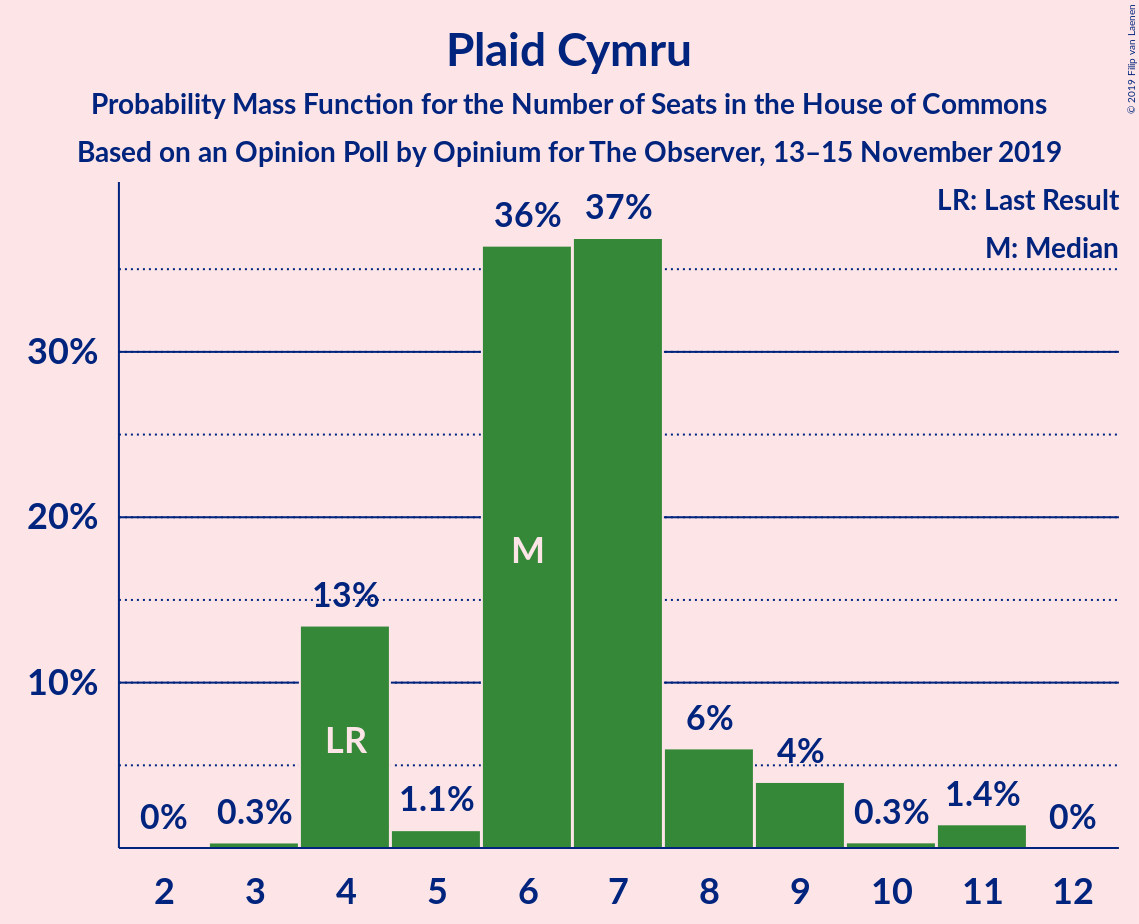 Plaid Cymru
Probability Mass Function for the Number of Seats in the House of Commons
Based on an Opinion Poll by Opinium for The Observer, 13–15 November 2019
© 2019 Filip van Laenen
LR: Last Result
M: Median
36%
37%
30%
20%
13%
10%
M
LR
0%
0.3%
1.1%
6%
4%
0.3%
1.4%
0%
2 3 4 5 6 7 8 9 10 11 12